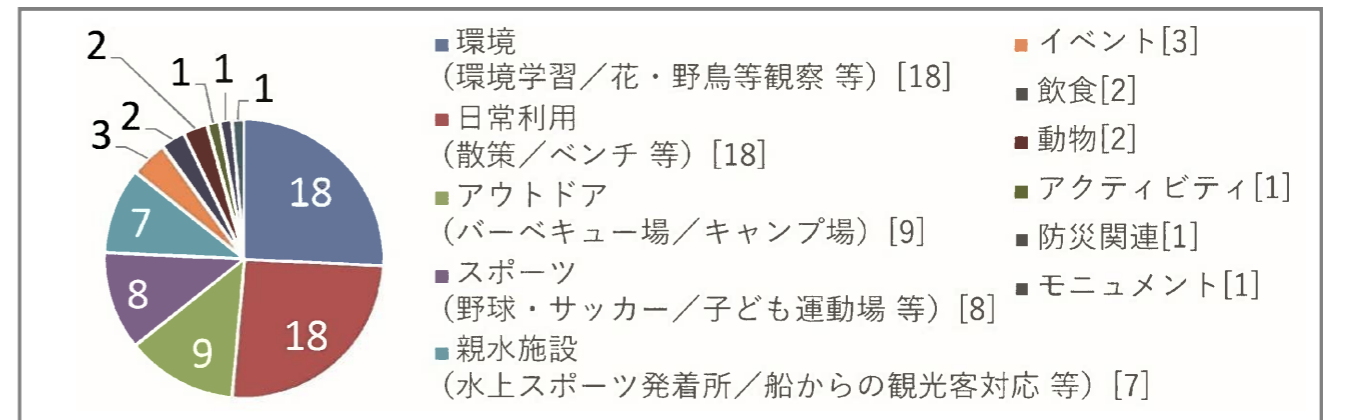 2
1
1
1
2
3
18
7
8
9
18
環境
（環境学習／花・野鳥等観察 等）[18]
日常利用
（散策／ベンチ 等）[18]
アウトドア
（バーベキュー場／キャンプ場）[9]
スポーツ
（野球・サッカー／子ども運動場 等）[8]
親水施設
（水上スポーツ発着所／船からの観光客対応 等）[7]
イベント[3]
飲食[2]
動物[2]
アクティビティ[1]
防災関連[1]
モニュメント[1]